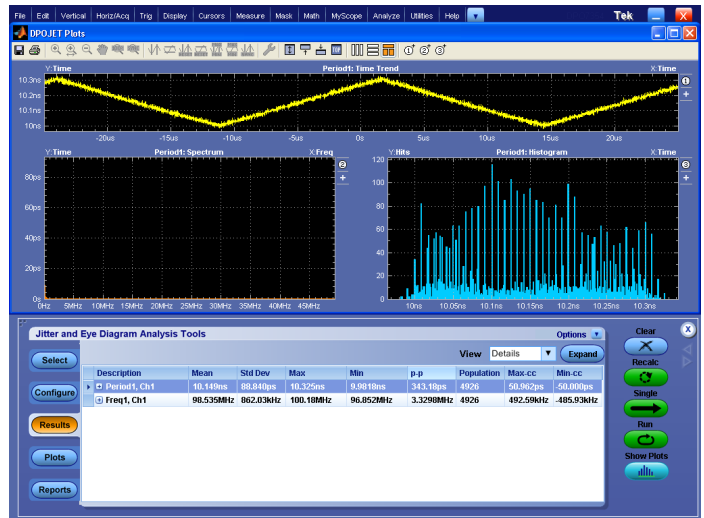 File Edit Vertical Horiz/Acq Trig Display Cursors Measure Mask Math MyScope Analyze Utilities Help Tek
DPOJET Plots
Y:Time Period1: Time Trend X:Time
10.3ns
10.2ns
10.1ns
10ns
-20us -15us -10us -5us 0s 5us 10us 15us 20us
1
Y:Time Period1: Spectrum X:Freq
80ps
60ps
40ps
20ps
0s
0Hz 5MHz 10MHz 15MHz 20MHz 25MHz 30MHz 35MHz 40MHz 45MHz
2
Y:Hits Period1: Histogram X:Time
120
100
80
60
40
20
0
10ns 10.05ns 10.1ns 10.15ns 10.2ns 10.25ns 10.3ns
3
Jitter and Eye Diagram Analysis Tools Options
View Details Expand
Select
Configure
Results
Plots
Reports
Description Mean Std Dev Max Min p-p Population Max-cc Min-cc
Period1, Ch1 10.149ns 88.840ps 10.325ns 9.9818ns 343.18ps 4926 50.962ps -50.000ps
Freq1, Ch1 98.535MHz 862.03kHz 100.18MHz 96.852MHz 3.3298MHz 4926 492.59kHz -485.93kHz
Clear
Recalc
Single
Run
Show Plots